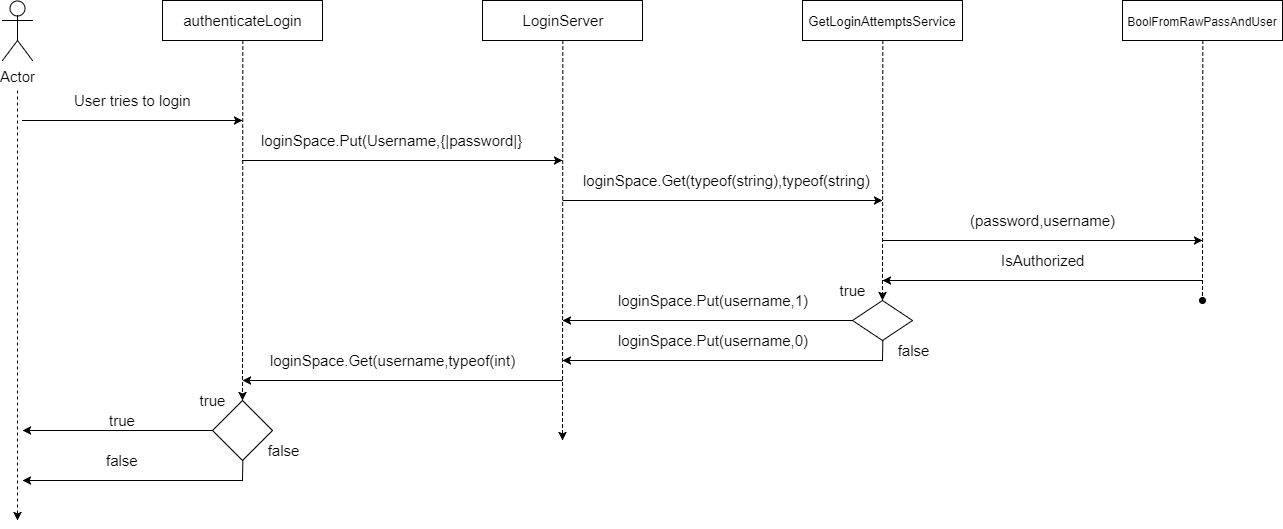 authenticateLogin
LoginServer
GetLoginAttemptsService
BoolFromRawPassAndUser
Actor
User tries to login
loginSpace.Put(Username,{|password|}
loginSpace.Get(typeof(string),typeof(string)
(password,username)
IsAuthorized
true
loginSpace.Put(username,1)
loginSpace.Put(username,0)
false
loginSpace.Get(username,typeof(int)
true
true
false
false